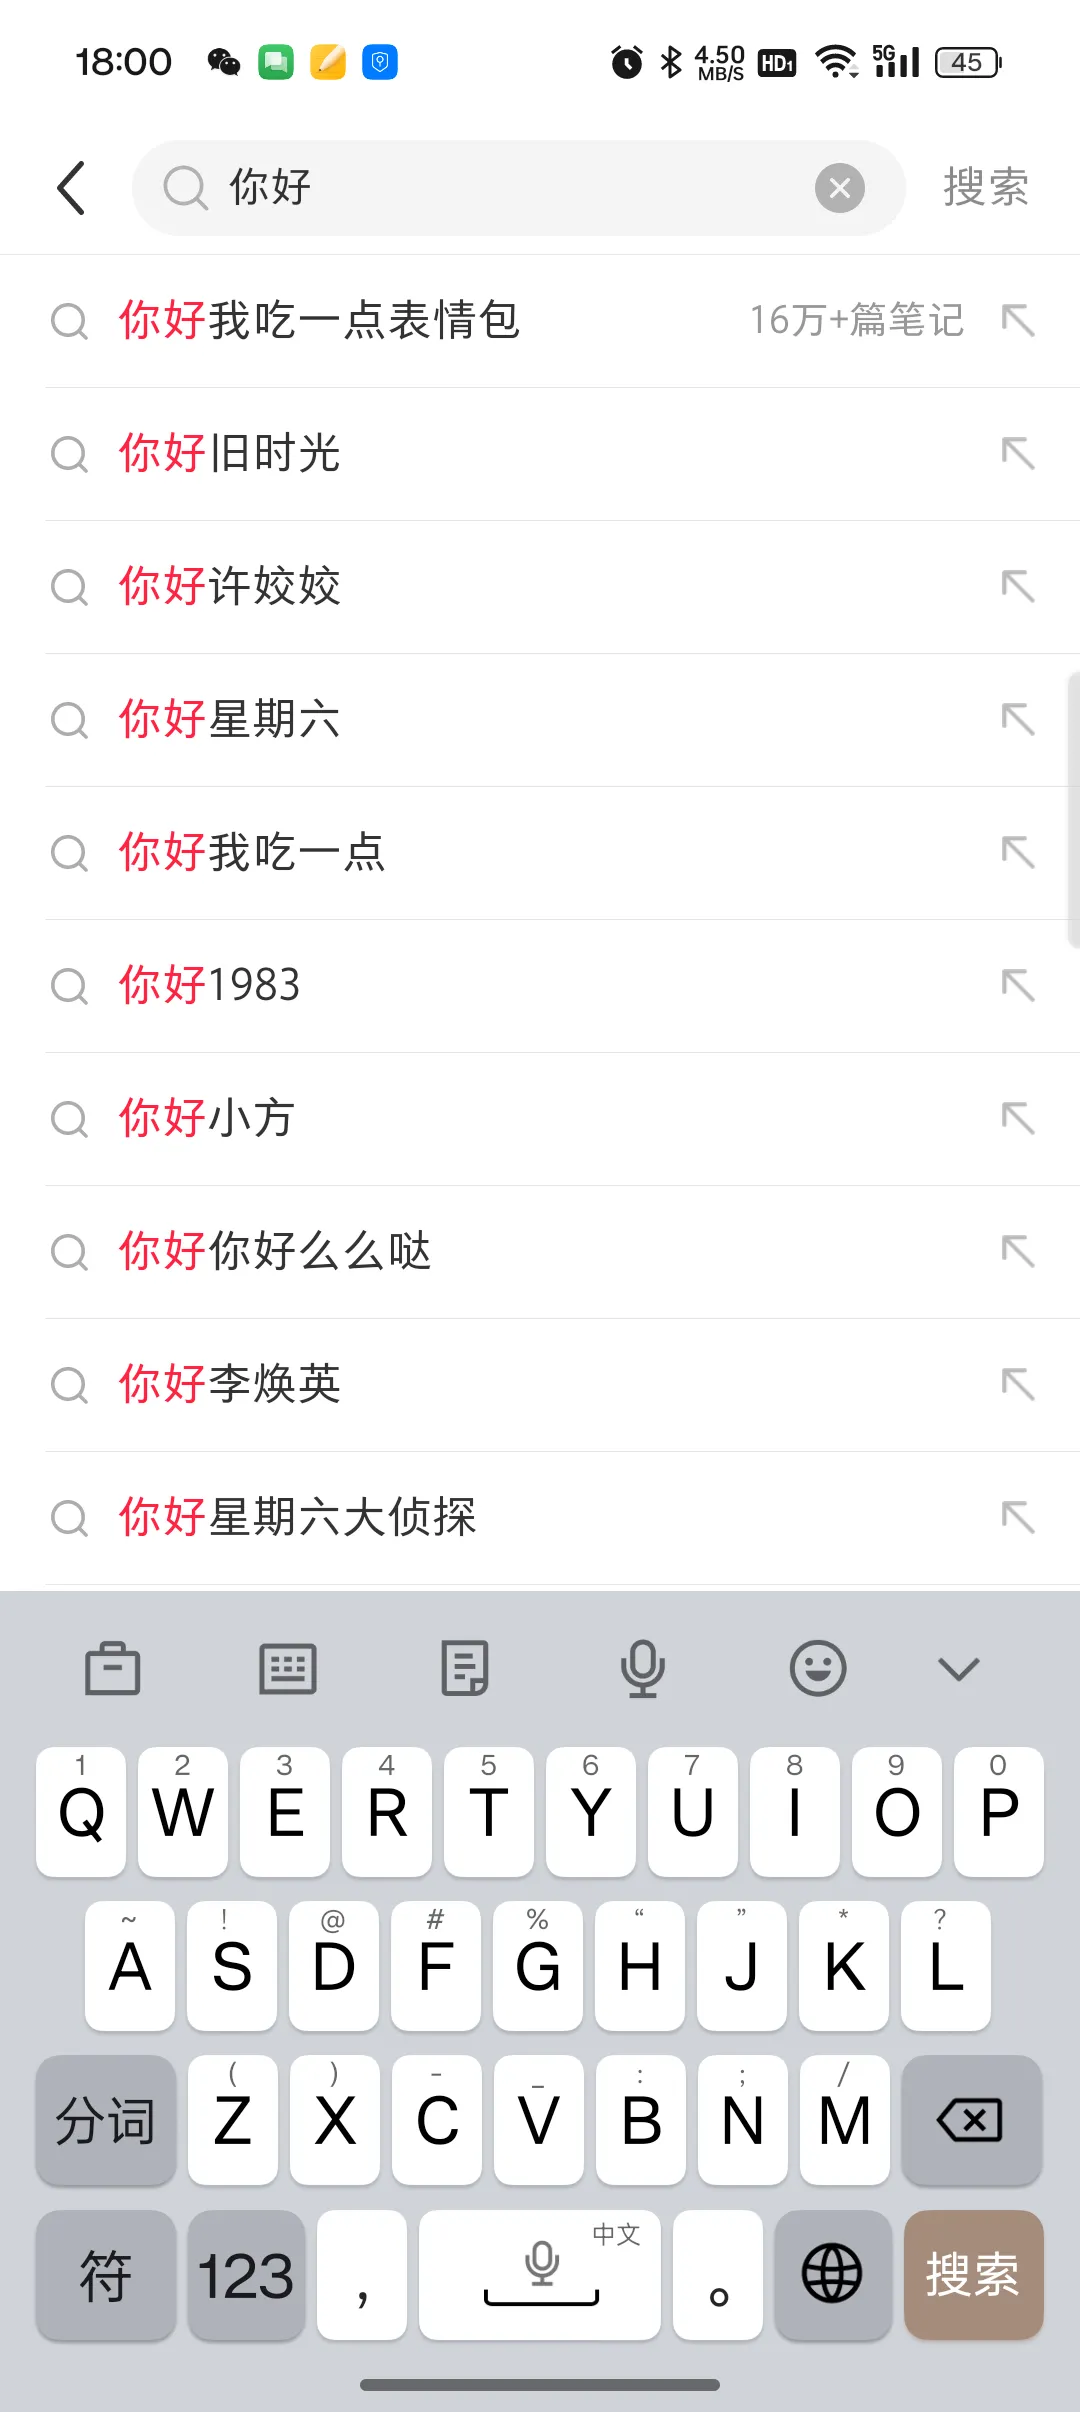 18:00 4.50 MB/S HD1 5G 45
你好 搜索
你好我吃一点表情包 16万+篇笔记
你好旧时光
你好许姣姣
你好星期六
你好我吃一点
你好1983
你好小方
你好你好么么哒
你好李焕英
你好星期六大侦探
1 2 3 4 5 6 7 8 9 0
Q W E R T Y U I O P
~ ! @ # % “ ” * ?
A S D F G H J K L
( ) - _ : ; /
分词 Z X C V B N M
符 123 , 中文 。 搜索